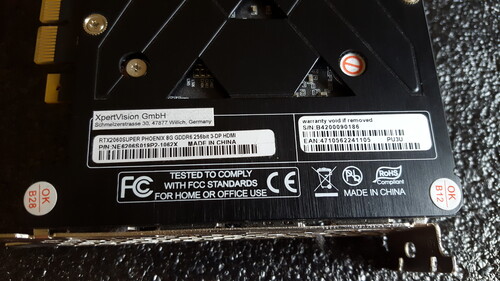 XpertVision GmbH
Schmelzerstrasse 30, 47877 Willich, Germany
RTX2060SUPER PHOENIX 8G GDDR6 256bit 3-DP HDMI
P/N:NE6206S019P2-1062X MADE IN CHINA
warranty void if removed
S/N:B4200090186
EAN 4710562241105 PU3U
OK
B28
FC
TESTED TO COMPLY
WITH FCC STANDARDS
FOR HOME OR OFFICE USE
CE
RoHS
Compliant
MADE IN CHINA
OK
B12